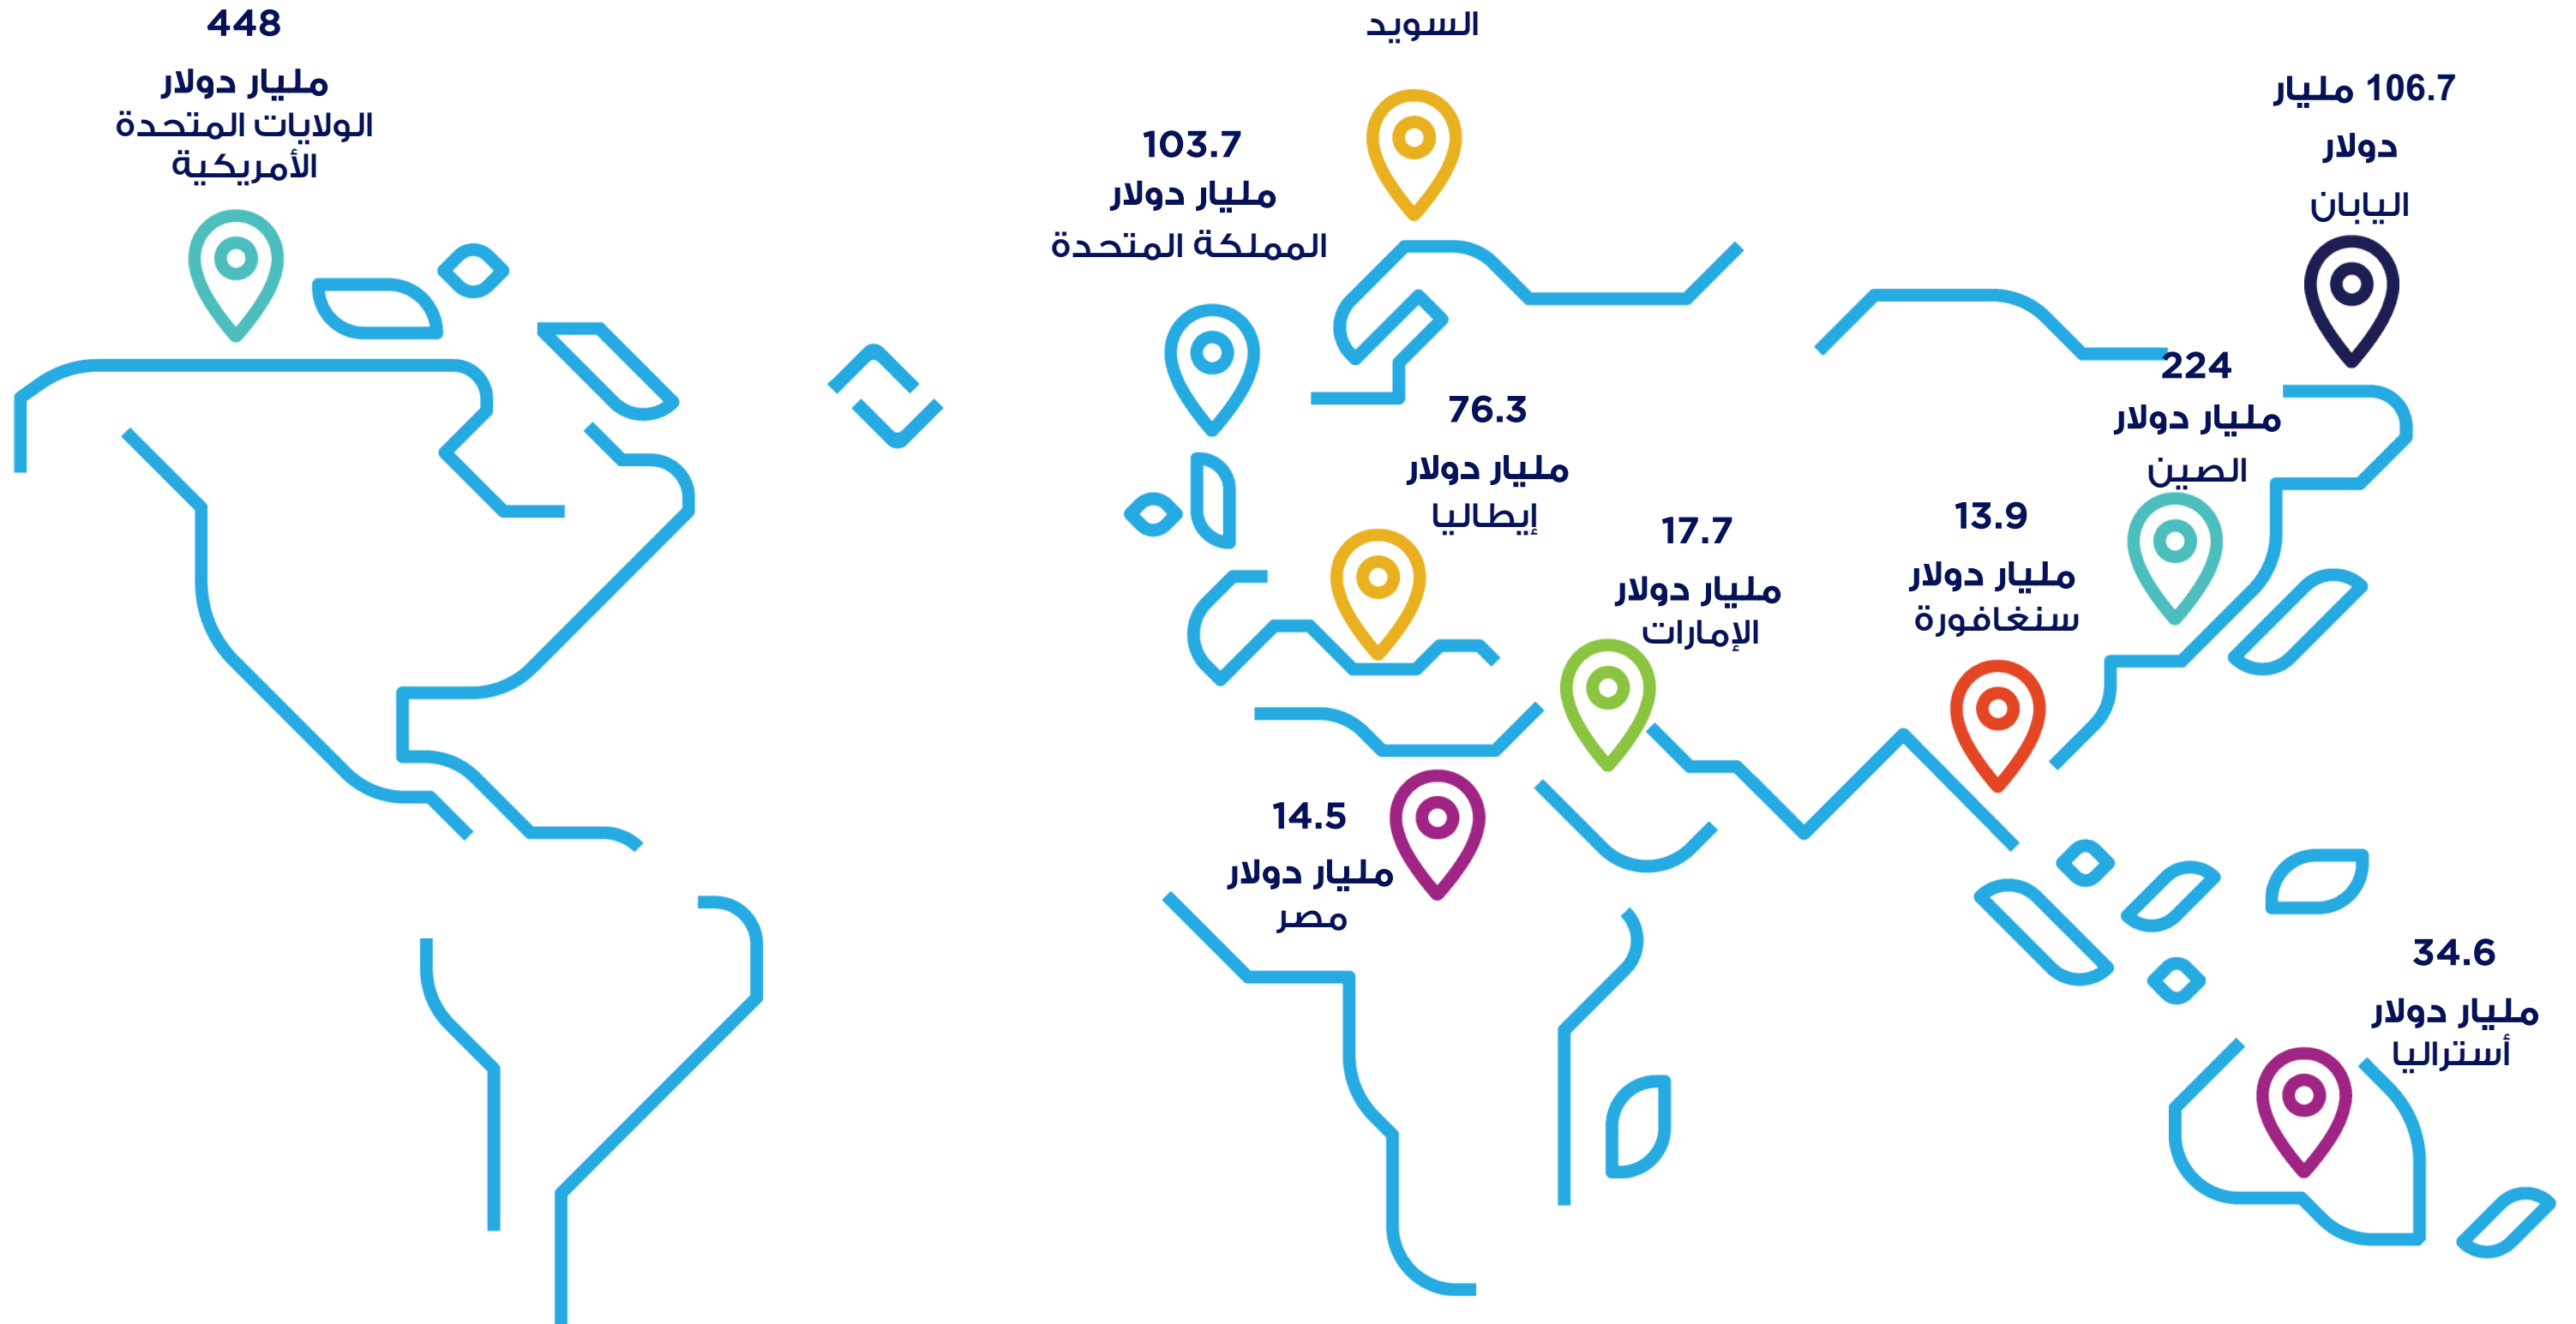 448
مليار دولار
الولايات المتحدة
الأمريكية
السويد
103.7
مليار دولار
المملكة المتحدة
106.7 مليار
دولار
اليابان
224
مليار دولار
الصين
76.3
مليار دولار
إيطاليا
17.7
مليار دولار
الإمارات
13.9
مليار دولار
سنغافورة
14.5
مليار دولار
مصر
34.6
مليار دولار
أستراليا